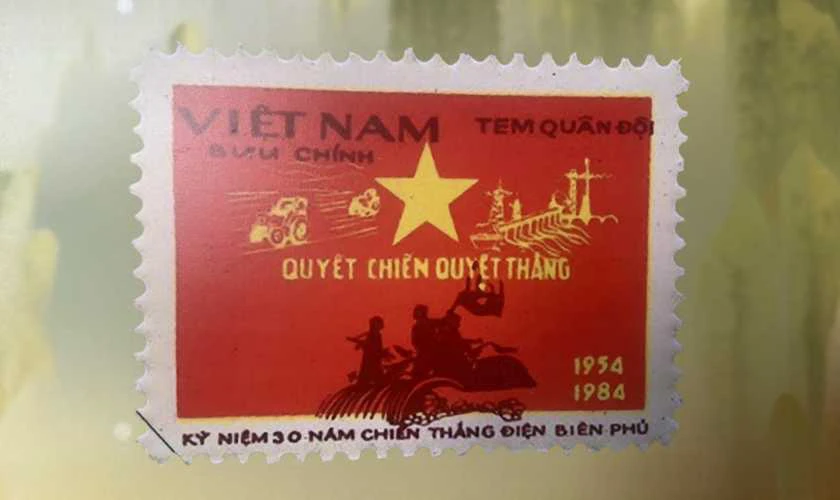 VIỆT NAM
TEM QUÂN ĐỘI
BƯU CHÍNH
QUYẾT CHIẾN QUYẾT THẮNG
1954
1984
KỶ NIỆM 30 NĂM CHIẾN THẮNG ĐIỆN BIÊN PHỦ